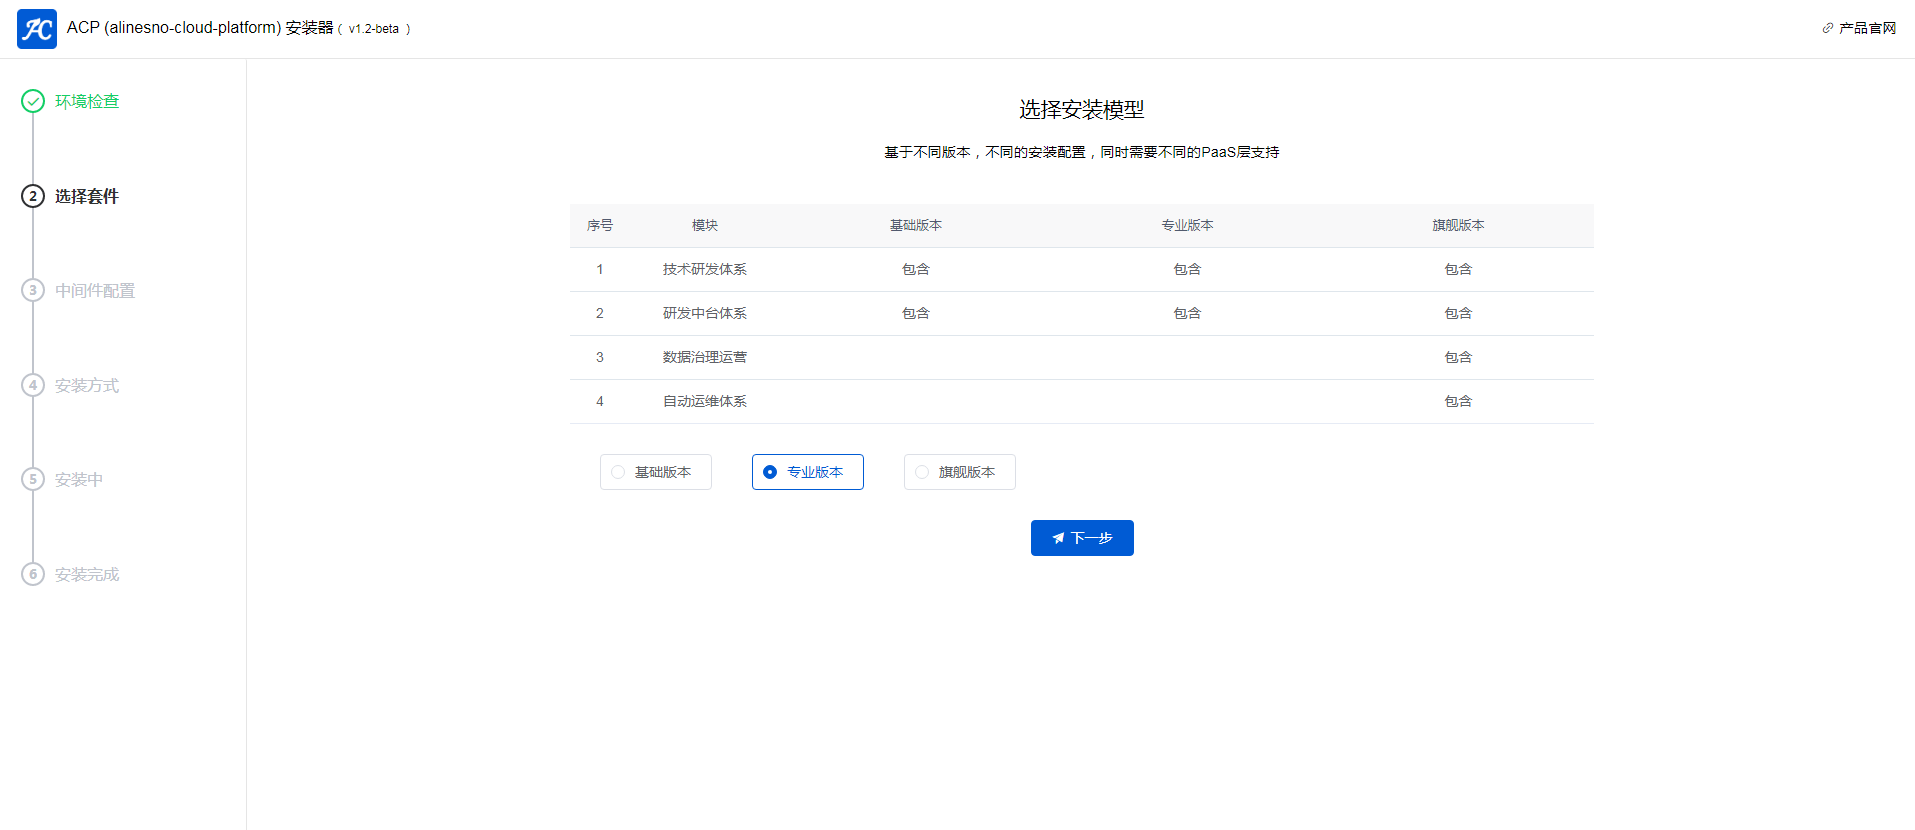 AC
ACP (alinesno-cloud-platform) 安装器 ( v1.2-beta )
产品官网
环境检查
2 选择套件
3 中间件配置
4 安装方式
5 安装中
6 安装完成
选择安装模型
基于不同版本，不同的安装配置，同时需要不同的PaaS层支持
序号 模块 基础版本 专业版本 旗舰版本
1 技术研发体系 包含 包含 包含
2 研发中台体系 包含 包含 包含
3 数据治理运营 包含
4 自动运维体系 包含
基础版本 专业版本 旗舰版本
下一步